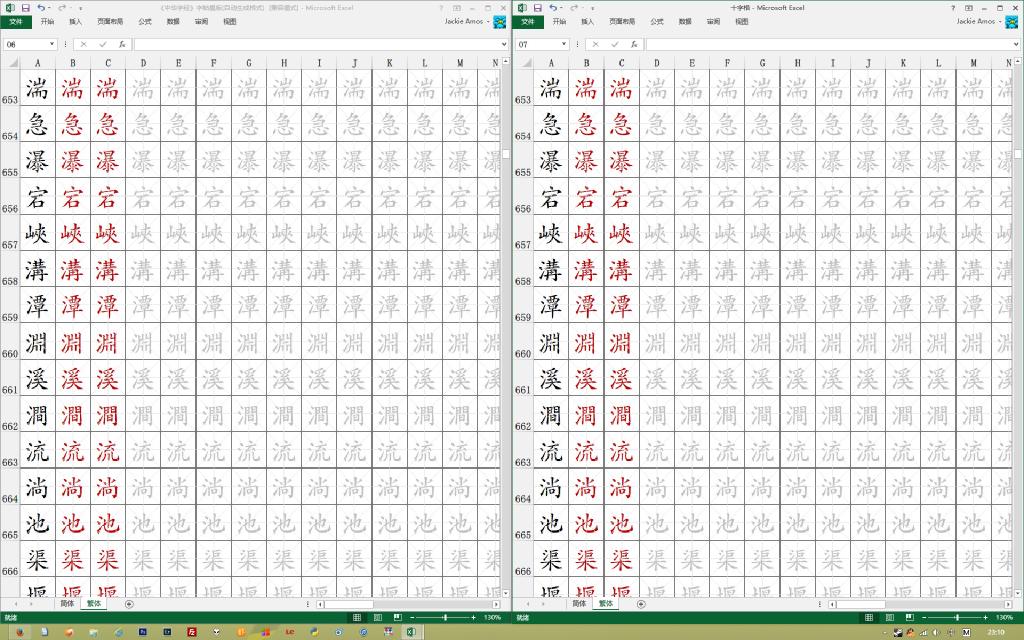 《中华字经》字帖星版(自动生成格式) [兼容模式] - Microsoft Excel
文件 开始 插入 页面布局 公式 数据 审阅 视图
Jackie Amos
O6
fx
A B C D E F G H I J K L M N
653 湍 湍 湍 湍 湍 湍 湍 湍 湍 湍 湍 湍 湍 湍
654 急 急 急 急 急 急 急 急 急 急 急 急 急 急
655 瀑 瀑 瀑 瀑 瀑 瀑 瀑 瀑 瀑 瀑 瀑 瀑 瀑 瀑
656 宕 宕 宕 宕 宕 宕 宕 宕 宕 宕 宕 宕 宕 宕
657 峽 峽 峽 峽 峽 峽 峽 峽 峽 峽 峽 峽 峽 峽
658 溝 溝 溝 溝 溝 溝 溝 溝 溝 溝 溝 溝 溝 溝
659 潭 潭 潭 潭 潭 潭 潭 潭 潭 潭 潭 潭 潭 潭
660 淵 淵 淵 淵 淵 淵 淵 淵 淵 淵 淵 淵 淵 淵
661 溪 溪 溪 溪 溪 溪 溪 溪 溪 溪 溪 溪 溪 溪
662 澗 澗 澗 澗 澗 澗 澗 澗 澗 澗 澗 澗 澗 澗
663 流 流 流 流 流 流 流 流 流 流 流 流 流 流
664 淌 淌 淌 淌 淌 淌 淌 淌 淌 淌 淌 淌 淌 淌
665 池 池 池 池 池 池 池 池 池 池 池 池 池 池
666 渠 渠 渠 渠 渠 渠 渠 渠 渠 渠 渠 渠 渠 渠
堰 堰 堰 堰 堰 堰 堰 堰 堰 堰 堰 堰 堰 堰
简体 繁体
就绪
130%
十字格 - Microsoft Excel
文件 开始 插入 页面布局 公式 数据 审阅 视图
Jackie Amos
O7
fx
A B C D E F G H I J K L M N
653 湍 湍 湍 湍 湍 湍 湍 湍 湍 湍 湍 湍 湍 湍
654 急 急 急 急 急 急 急 急 急 急 急 急 急 急
655 瀑 瀑 瀑 瀑 瀑 瀑 瀑 瀑 瀑 瀑 瀑 瀑 瀑 瀑
656 宕 宕 宕 宕 宕 宕 宕 宕 宕 宕 宕 宕 宕 宕
657 峽 峽 峽 峽 峽 峽 峽 峽 峽 峽 峽 峽 峽 峽
658 溝 溝 溝 溝 溝 溝 溝 溝 溝 溝 溝 溝 溝 溝
659 潭 潭 潭 潭 潭 潭 潭 潭 潭 潭 潭 潭 潭 潭
660 淵 淵 淵 淵 淵 淵 淵 淵 淵 淵 淵 淵 淵 淵
661 溪 溪 溪 溪 溪 溪 溪 溪 溪 溪 溪 溪 溪 溪
662 澗 澗 澗 澗 澗 澗 澗 澗 澗 澗 澗 澗 澗 澗
663 流 流 流 流 流 流 流 流 流 流 流 流 流 流
664 淌 淌 淌 淌 淌 淌 淌 淌 淌 淌 淌 淌 淌 淌
665 池 池 池 池 池 池 池 池 池 池 池 池 池 池
666 渠 渠 渠 渠 渠 渠 渠 渠 渠 渠 渠 渠 渠 渠
堰 堰 堰 堰 堰 堰 堰 堰 堰 堰 堰 堰 堰 堰
简体 繁体
就绪
130%
23:10